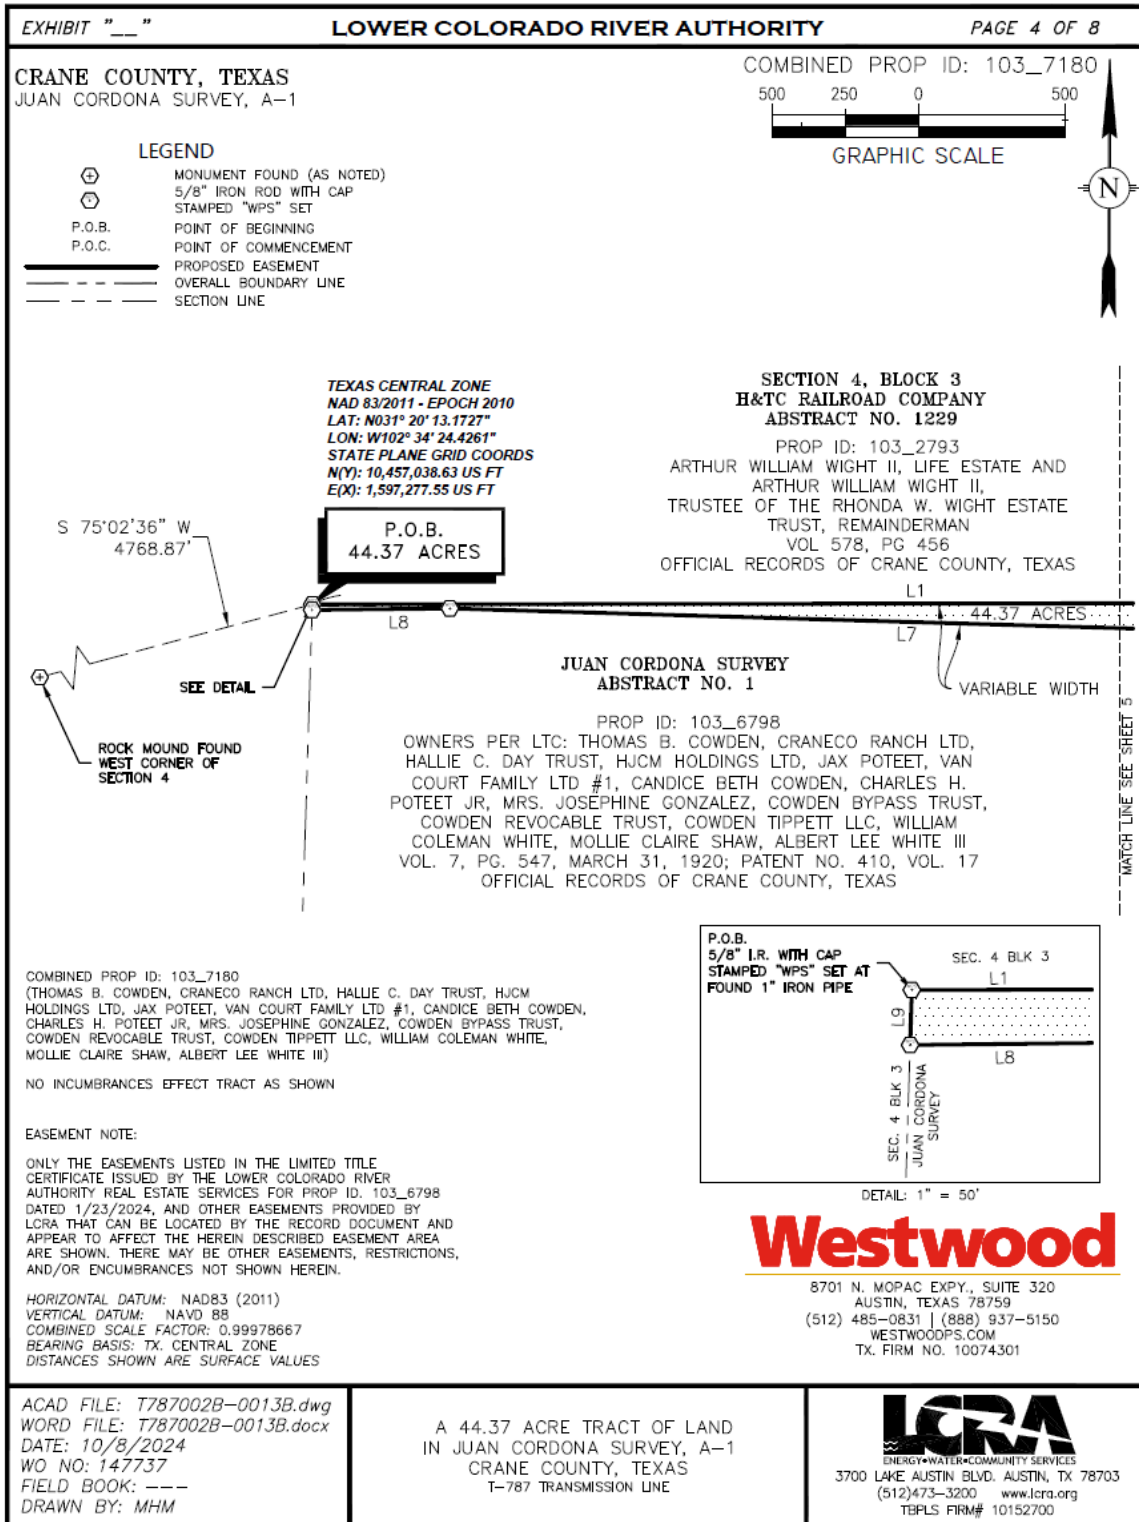 EXHIBIT "__"
LOWER COLORADO RIVER AUTHORITY
PAGE 4 OF 8
CRANE COUNTY, TEXAS
JUAN CORDONA SURVEY, A-1
COMBINED PROP ID: 103_7180
500 250 0 500
GRAPHIC SCALE
N
LEGEND
MONUMENT FOUND (AS NOTED)
5/8" IRON ROD WITH CAP
STAMPED "WPS" SET
P.O.B. POINT OF BEGINNING
P.O.C. POINT OF COMMENCEMENT
PROPOSED EASEMENT
OVERALL BOUNDARY LINE
SECTION LINE
TEXAS CENTRAL ZONE
NAD 83/2011 - EPOCH 2010
LAT: N031° 20' 13.1727"
LON: W102° 34' 24.4261"
STATE PLANE GRID COORDS
N(Y): 10,457,038.63 US FT
E(X): 1,597,277.55 US FT
SECTION 4, BLOCK 3
H&TC RAILROAD COMPANY
ABSTRACT NO. 1229
PROP ID: 103_2793
ARTHUR WILLIAM WIGHT II, LIFE ESTATE AND
ARTHUR WILLIAM WIGHT II,
TRUSTEE OF THE RHONDA W. WIGHT ESTATE
TRUST, REMAINDERMAN
VOL 578, PG 456
OFFICIAL RECORDS OF CRANE COUNTY, TEXAS
P.O.B.
44.37 ACRES
S 75°02'36" W
4768.87'
L1
44.37 ACRES
L8
L7
SEE DETAIL
VARIABLE WIDTH
ROCK MOUND FOUND
WEST CORNER OF
SECTION 4
MATCH LINE SEE SHEET 5
JUAN CORDONA SURVEY
ABSTRACT NO. 1
PROP ID: 103_6798
OWNERS PER LTC: THOMAS B. COWDEN, CRANECO RANCH LTD,
HALLIE C. DAY TRUST, HJCM HOLDINGS LTD, JAX POTEET, VAN
COURT FAMILY LTD #1, CANDICE BETH COWDEN, CHARLES H.
POTEET JR, MRS. JOSEPHINE GONZALEZ, COWDEN BYPASS TRUST,
COWDEN REVOCABLE TRUST, COWDEN TIPPETT LLC, WILLIAM
COLEMAN WHITE, MOLLIE CLAIRE SHAW, ALBERT LEE WHITE III
VOL. 7, PG. 547, MARCH 31, 1920; PATENT NO. 410, VOL. 17
OFFICIAL RECORDS OF CRANE COUNTY, TEXAS
P.O.B.
5/8" I.R. WITH CAP
STAMPED "WPS" SET AT
FOUND 1" IRON PIPE
SEC. 4 BLK 3
L1
L9
L8
SEC. 4 BLK 3
JUAN CORDONA
SURVEY
DETAIL: 1" = 50'
COMBINED PROP ID: 103_7180
(THOMAS B. COWDEN, CRANECO RANCH LTD, HALLIE C. DAY TRUST, HJCM
HOLDINGS LTD, JAX POTEET, VAN COURT FAMILY LTD #1, CANDICE BETH COWDEN,
CHARLES H. POTEET JR, MRS. JOSEPHINE GONZALEZ, COWDEN BYPASS TRUST,
COWDEN REVOCABLE TRUST, COWDEN TIPPETT LLC, WILLIAM COLEMAN WHITE,
MOLLIE CLAIRE SHAW, ALBERT LEE WHITE III)
NO INCUMBRANCES EFFECT TRACT AS SHOWN
EASEMENT NOTE:
ONLY THE EASEMENTS LISTED IN THE LIMITED TITLE
CERTIFICATE ISSUED BY THE LOWER COLORADO RIVER
AUTHORITY REAL ESTATE SERVICES FOR PROP ID. 103_6798
DATED 1/23/2024, AND OTHER EASEMENTS PROVIDED BY
LCRA THAT CAN BE LOCATED BY THE RECORD DOCUMENT AND
APPEAR TO AFFECT THE HEREIN DESCRIBED EASEMENT AREA
ARE SHOWN. THERE MAY BE OTHER EASEMENTS, RESTRICTIONS,
AND/OR ENCUMBRANCES NOT SHOWN HEREIN.
HORIZONTAL DATUM: NAD83 (2011)
VERTICAL DATUM: NAVD 88
COMBINED SCALE FACTOR: 0.99978667
BEARING BASIS: TX. CENTRAL ZONE
DISTANCES SHOWN ARE SURFACE VALUES
Westwood
8701 N. MOPAC EXPY., SUITE 320
AUSTIN, TEXAS 78759
(512) 485-0831 | (888) 937-5150
WESTWOODPS.COM
TX. FIRM NO. 10074301
ACAD FILE: T787002B-0013B.dwg
WORD FILE: T787002B-0013B.docx
DATE: 10/8/2024
WO NO: 147737
FIELD BOOK: ---
DRAWN BY: MHM
A 44.37 ACRE TRACT OF LAND
IN JUAN CORDONA SURVEY, A-1
CRANE COUNTY, TEXAS
T-787 TRANSMISSION LINE
LCRA
ENERGY•WATER•COMMUNITY SERVICES
3700 LAKE AUSTIN BLVD. AUSTIN, TX 78703
(512)473-3200 www.lcra.org
TBPLS FIRM# 10152700